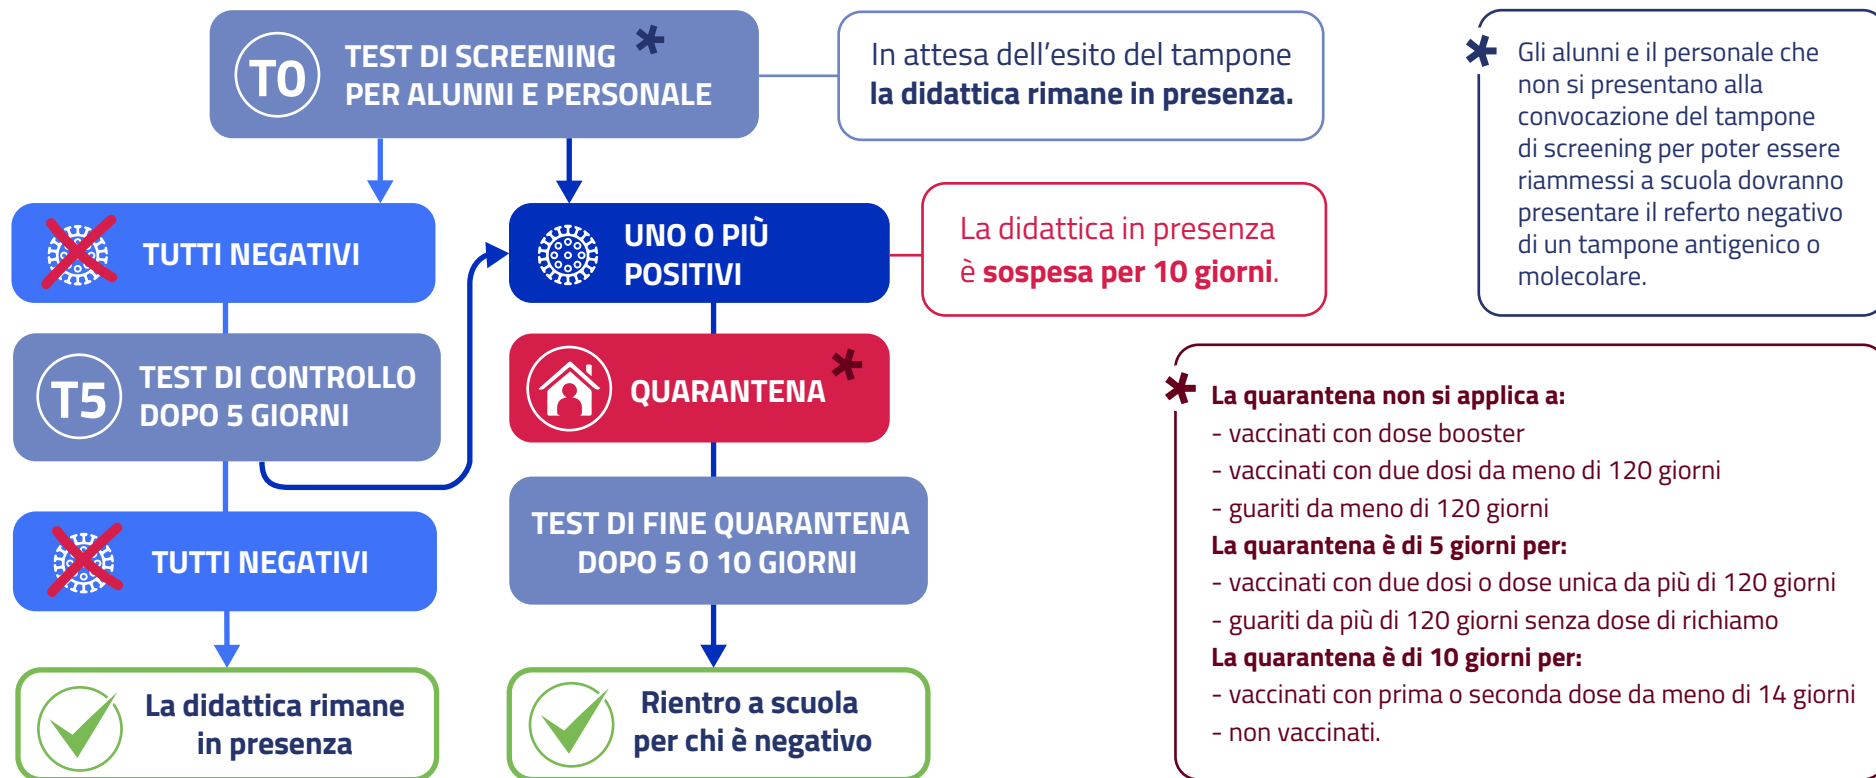 T0
TEST DI SCREENING *
PER ALUNNI E PERSONALE
In attesa dell'esito del tampone
la didattica rimane in presenza.
* Gli alunni e il personale che
non si presentano alla
convocazione del tampone
di screening per poter essere
riammessi a scuola dovranno
presentare il referto negativo
di un tampone antigenico o
molecolare.
TUTTI NEGATIVI
UNO O PIÙ
POSITIVI
La didattica in presenza
è sospesa per 10 giorni.
T5
TEST DI CONTROLLO
DOPO 5 GIORNI
QUARANTENA *
TUTTI NEGATIVI
TEST DI FINE QUARANTENA
DOPO 5 O 10 GIORNI
La didattica rimane
in presenza
Rientro a scuola
per chi è negativo
* La quarantena non si applica a:
- vaccinati con dose booster
- vaccinati con due dosi da meno di 120 giorni
- guariti da meno di 120 giorni
La quarantena è di 5 giorni per:
- vaccinati con due dosi o dose unica da più di 120 giorni
- guariti da più di 120 giorni senza dose di richiamo
La quarantena è di 10 giorni per:
- vaccinati con prima o seconda dose da meno di 14 giorni
- non vaccinati.